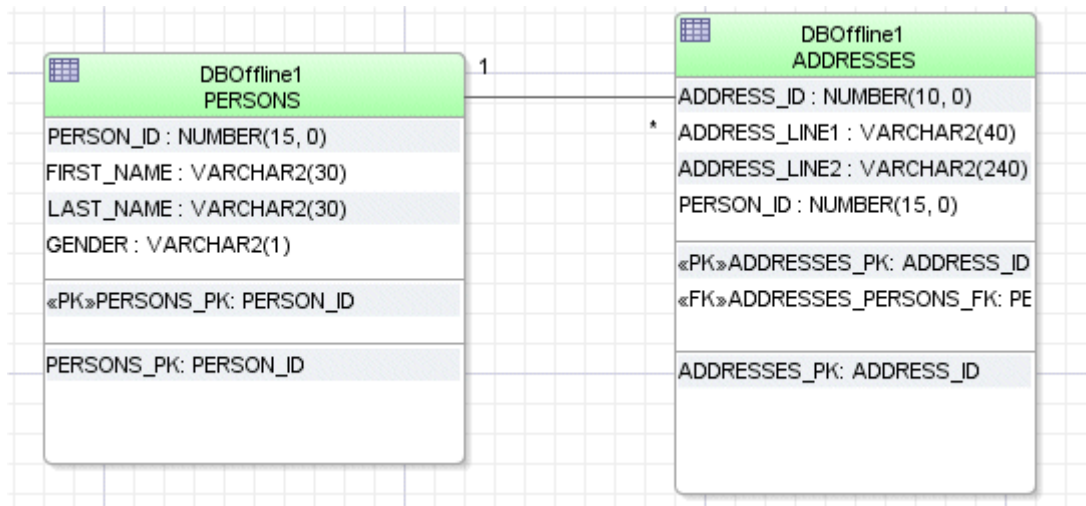 DBOffline1
PERSONS
PERSON_ID : NUMBER(15, 0)
FIRST_NAME : VARCHAR2(30)
LAST_NAME : VARCHAR2(30)
GENDER : VARCHAR2(1)
«PK»PERSONS_PK: PERSON_ID
PERSONS_PK: PERSON_ID
1
*
DBOffline1
ADDRESSES
ADDRESS_ID : NUMBER(10, 0)
ADDRESS_LINE1 : VARCHAR2(40)
ADDRESS_LINE2 : VARCHAR2(240)
PERSON_ID : NUMBER(15, 0)
«PK»ADDRESSES_PK: ADDRESS_ID
«FK»ADDRESSES_PERSONS_FK: PE
ADDRESSES_PK: ADDRESS_ID